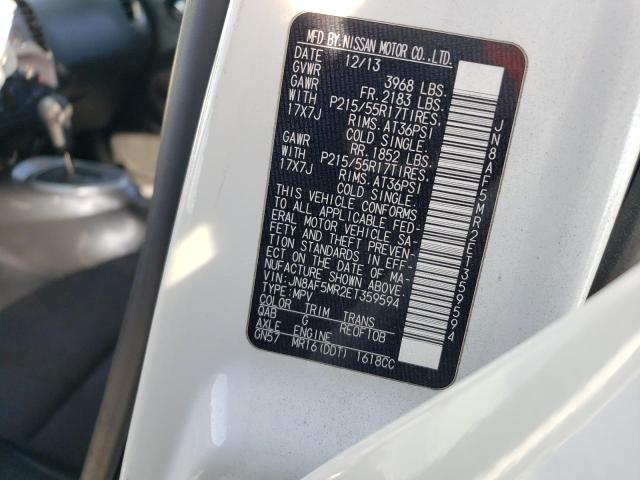 MFD BY: NISSAN MOTOR CO., LTD.
DATE 12/13
GVWR 3968 LBS.
GAWR FR. 2183 LBS.
WITH P215/55R17TIRES.
17X7J RIMS. AT36PSI
COLD SINGLE.
GAWR RR. 1852 LBS.
WITH P215/55R17TIRES.
17X7J RIMS. AT36PSI
COLD SINGLE.
THIS VEHICLE CONFORMS
TO ALL APPLICABLE FED-
ERAL MOTOR VEHICLE SA-
FETY AND THEFT PREVEN-
TION STANDARDS IN EFF-
ECT ON THE DATE OF MA-
NUFACTURE SHOWN ABOVE.
VIN: JN8AF5MR2ET359594
TYPE: MPV
COLOR TRIM TRANS
QAB G RE0FT0B
AXLE ENGINE
GN57 MR16(DDT) 1618CC
JN8AF5MR2ET359594